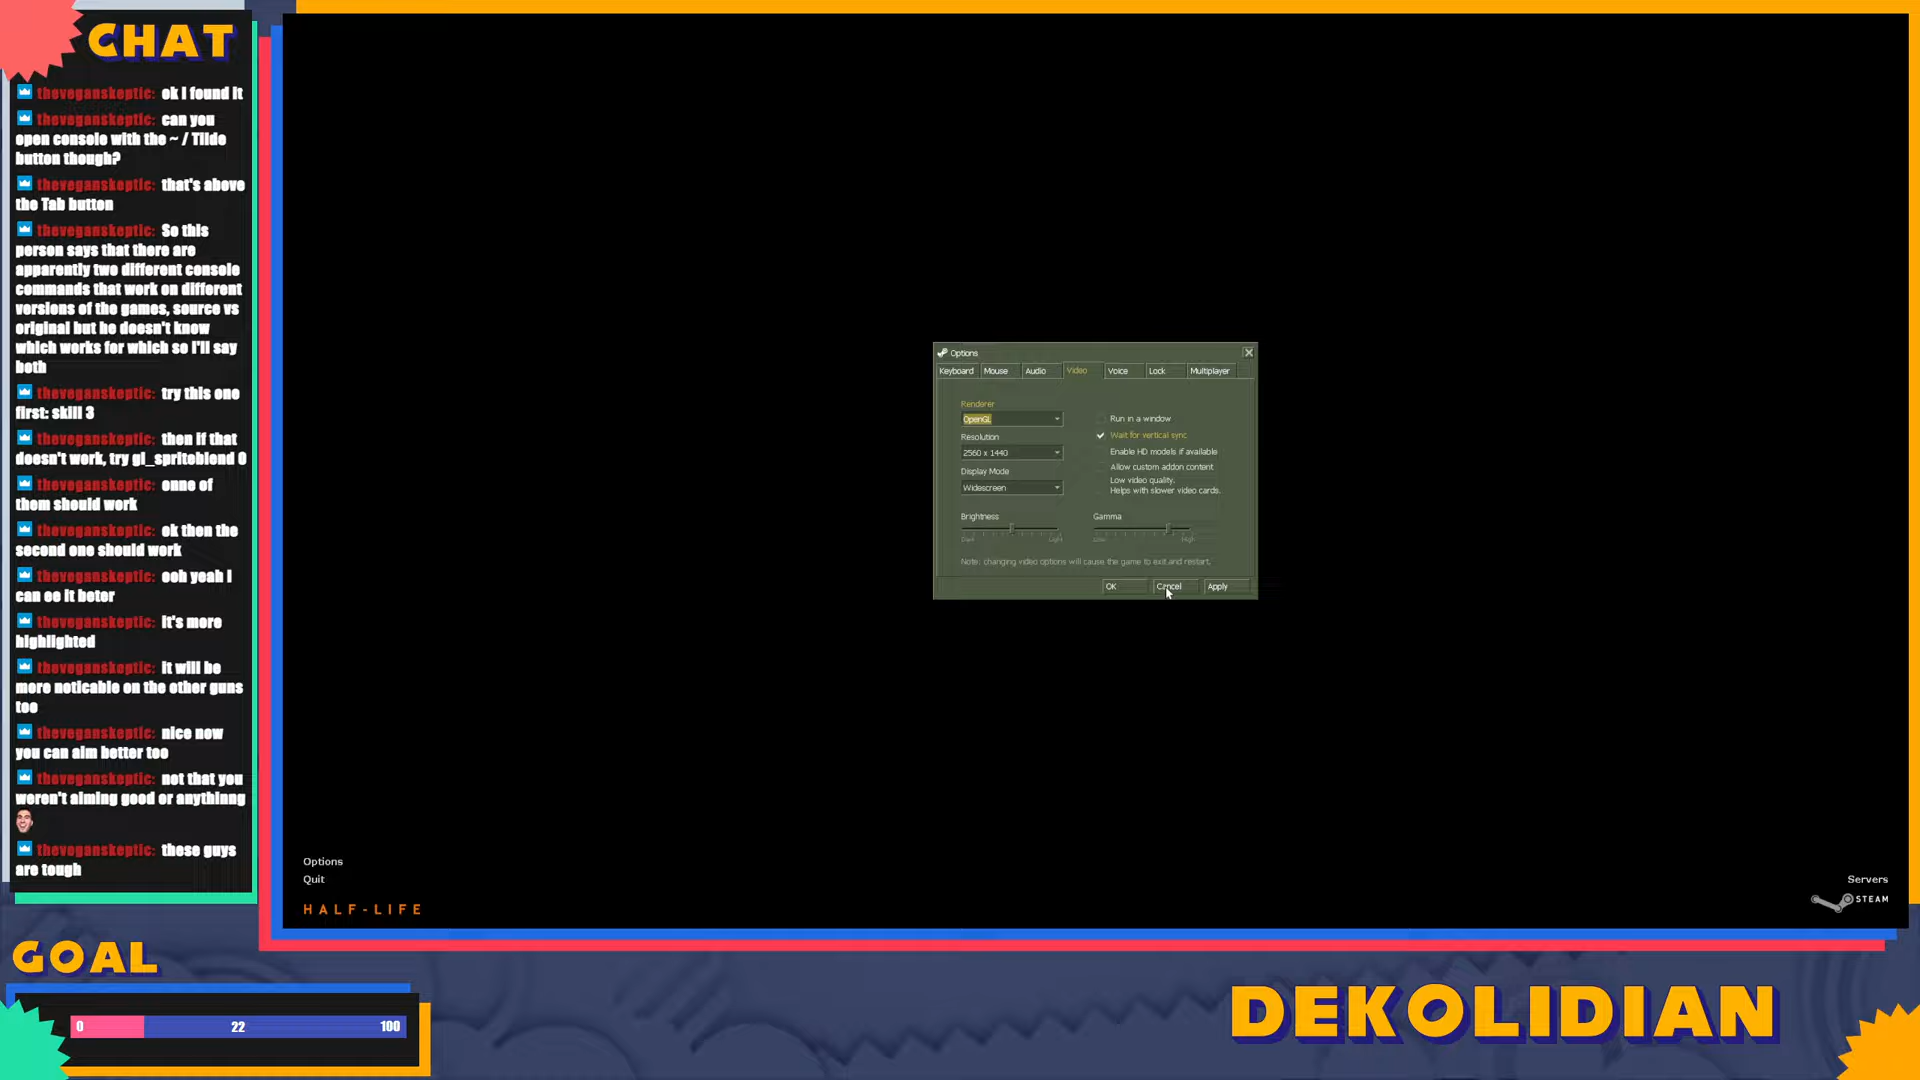 CHAT
theveganskeptic: ok I found it
theveganskeptic: can you
open console with the ~ / Tilde
button though?
theveganskeptic: that's above
the Tab button
theveganskeptic: So this
person says that there are
apparently two different console
commands that work on different
versions of the games, source vs
original but he doesn't know
which works for which so I'll say
both
theveganskeptic: try this one
first: skill 3
theveganskeptic: then if that
doesn't work, try gl_spriteblend 0
theveganskeptic: onne of
them should work
theveganskeptic: ok then the
second one should work
theveganskeptic: ooh yeah I
can ee it beter
theveganskeptic: it's more
highlighted
theveganskeptic: it will be
more noticable on the other guns
too
theveganskeptic: nice now
you can aim better too
theveganskeptic: not that you
weren't aiming good or anythinng
theveganskeptic: these guys
are tough
Options
Keyboard Mouse Audio Video Voice Lock Multiplayer
Renderer
OpenGL
Resolution
2560 x 1440
Display Mode
Widescreen
Run in a window
Wait for vertical sync
Enable HD models if available
Allow custom addon content
Low video quality.
Helps with slower video cards.
Brightness
Dark Light
Gamma
Low High
Note: changing video options will cause the game to exit and restart.
OK Cancel Apply
Options
Quit
HALF-LIFE
Servers
STEAM
GOAL
0 22 100
DEKOLIDIAN